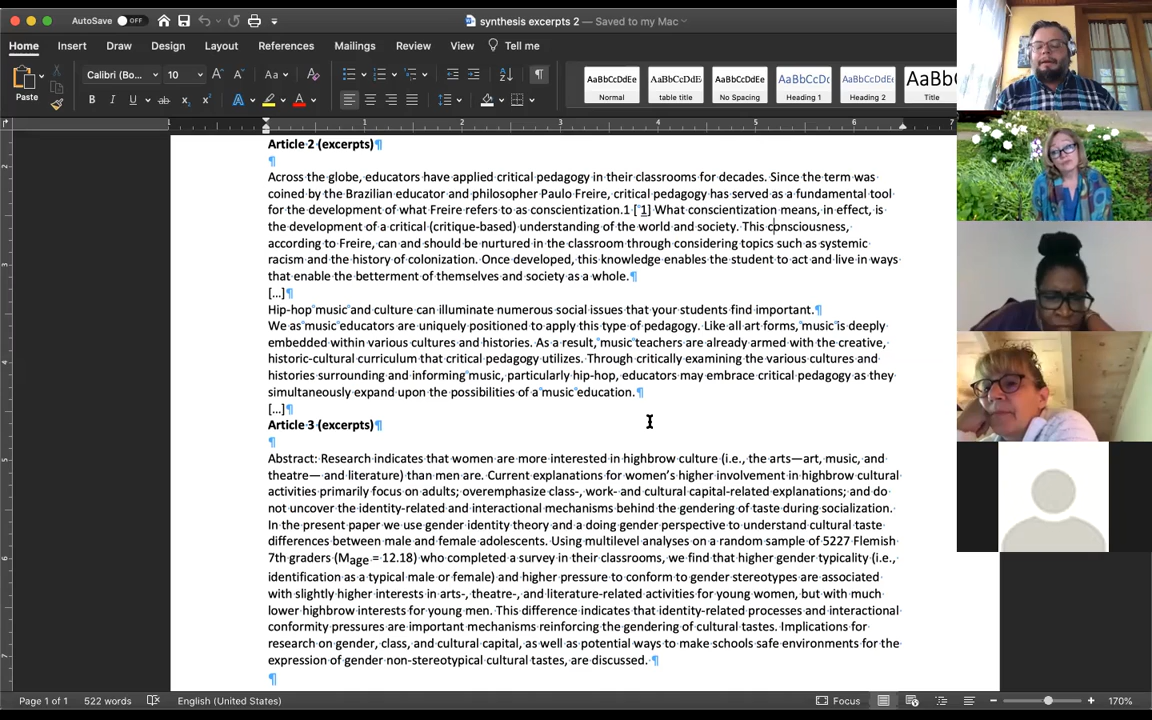 AutoSave OFF
synthesis excerpts 2 — Saved to my Mac
Home Insert Draw Design Layout References Mailings Review View Tell me
Paste
Calibri (Bo... 10
AaBbCcDdEe AaBbCcDdEe AaBbCcDdEe AaBbCcDc AaBbCcDdEe AaBb
Normal table title No Spacing Heading 1 Heading 2 Title
1 1 2 3 4 5 6 7
Article 2 (excerpts)¶
¶
Across the globe, educators have applied critical pedagogy in their classrooms for decades. Since the term was
coined by the Brazilian educator and philosopher Paulo Freire, critical pedagogy has served as a fundamental tool
for the development of what Freire refers to as conscientization.1 [ 1] What conscientization means, in effect, is
the development of a critical (critique-based) understanding of the world and society. This consciousness,
according to Freire, can and should be nurtured in the classroom through considering topics such as systemic
racism and the history of colonization. Once developed, this knowledge enables the student to act and live in ways
that enable the betterment of themselves and society as a whole.¶
[...]¶
Hip-hop music and culture can illuminate numerous social issues that your students find important.¶
We as music educators are uniquely positioned to apply this type of pedagogy. Like all art forms, music is deeply
embedded within various cultures and histories. As a result, music teachers are already armed with the creative,
historic-cultural curriculum that critical pedagogy utilizes. Through critically examining the various cultures and
histories surrounding and informing music, particularly hip-hop, educators may embrace critical pedagogy as they
simultaneously expand upon the possibilities of a music education.¶
[...]¶
Article 3 (excerpts)¶
¶
Abstract: Research indicates that women are more interested in highbrow culture (i.e., the arts—art, music, and
theatre— and literature) than men are. Current explanations for women's higher involvement in highbrow cultural
activities primarily focus on adults; overemphasize class-, work- and cultural capital-related explanations; and do
not uncover the identity-related and interactional mechanisms behind the gendering of taste during socialization.
In the present paper we use gender identity theory and a doing gender perspective to understand cultural taste
differences between male and female adolescents. Using multilevel analyses on a random sample of 5227 Flemish
7th graders (Mage = 12.18) who completed a survey in their classrooms, we find that higher gender typicality (i.e.,
identification as a typical male or female) and higher pressure to conform to gender stereotypes are associated
with slightly higher interests in arts-, theatre-, and literature-related activities for young women, but with much
lower highbrow interests for young men. This difference indicates that identity-related processes and interactional
conformity pressures are important mechanisms reinforcing the gendering of cultural tastes. Implications for
research on gender, class, and cultural capital, as well as potential ways to make schools safe environments for the
expression of gender non-stereotypical cultural tastes, are discussed. ¶
¶
Page 1 of 1 522 words English (United States) Focus 170%